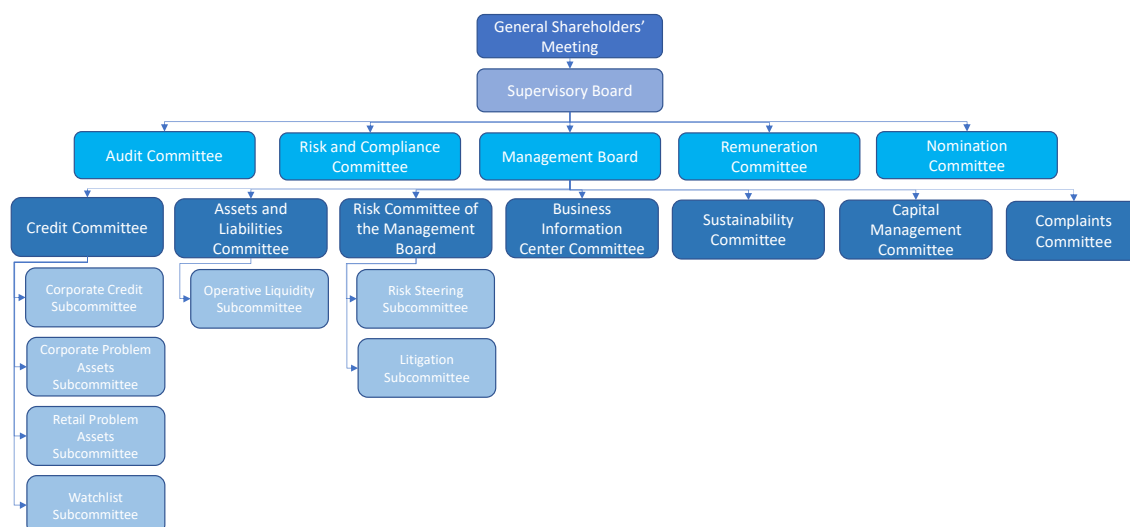 General Shareholders’
Meeting
Supervisory Board
Audit Committee
Risk and Compliance
Committee
Management Board
Remuneration
Committee
Nomination
Committee
Credit Committee
Assets and
Liabilities
Committee
Risk Committee of
the Management
Board
Business
Information
Center Committee
Sustainability
Committee
Capital
Management
Committee
Complaints
Committee
Corporate Credit
Subcommittee
Operative Liquidity
Subcommittee
Risk Steering
Subcommittee
Corporate Problem
Assets
Subcommittee
Litigation
Subcommittee
Retail Problem
Assets
Subcommittee
Watchlist
Subcommittee